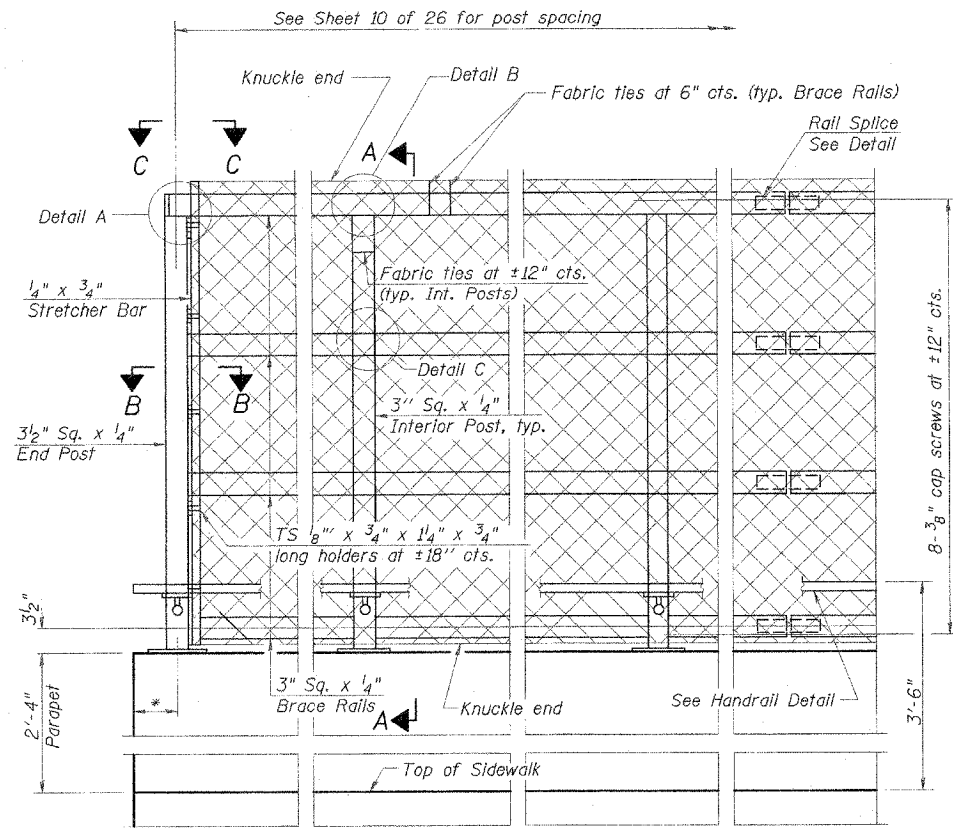 See Sheet 10 of 26 for post spacing
Knuckle end
Detail B
Fabric ties at 6" cts. (typ. Brace Rails)
Rail Splice
See Detail
C C
A
Detail A
Fabric ties at ±12" cts.
(typ. Int. Posts)
1/4" x 3/4"
Stretcher Bar
Detail C
B B
3" Sq. x 1/4"
Interior Post, typ.
3 1/2" Sq. x 1/4"
End Post
8- 3/8" cap screws at ±12" cts.
TS 1/8"' x 3/4" x 1 1/4" x 3/4"
long holders at ±18" cts.
3 1/2"
3" Sq. x 1/4"
Brace Rails
Knuckle end
See Handrail Detail
3'-6"
2'-4"
Parapet
*
A
Top of Sidewalk